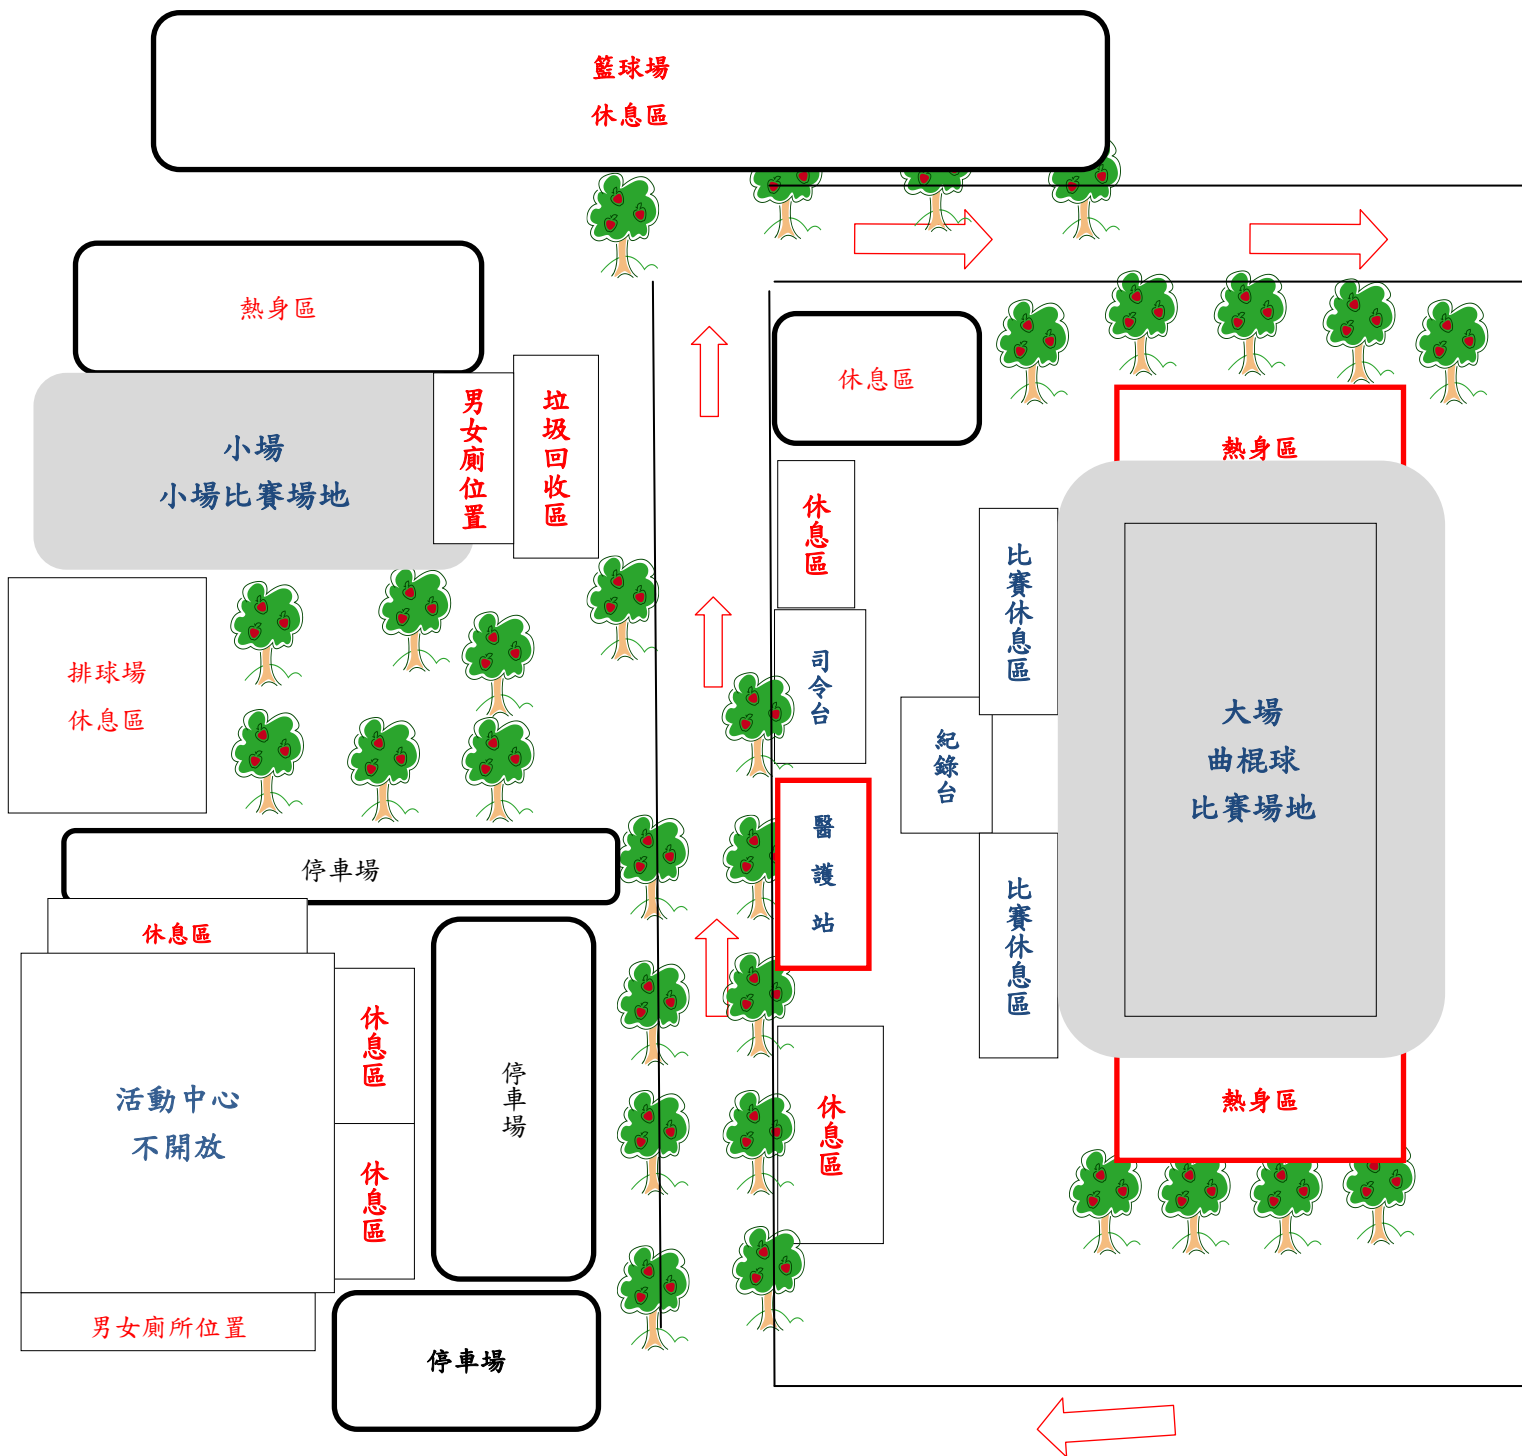 籃球場
休息區
熱身區
休息區
小場
小場比賽場地
男女廁位置
垃圾回收區
熱身區
休息區
比賽休息區
排球場
休息區
司令台
紀錄台
大場
曲棍球
比賽場地
醫護站
停車場
休息區
比賽休息區
休息區
停車場
活動中心
不開放
休息區
休息區
熱身區
男女廁所位置
停車場